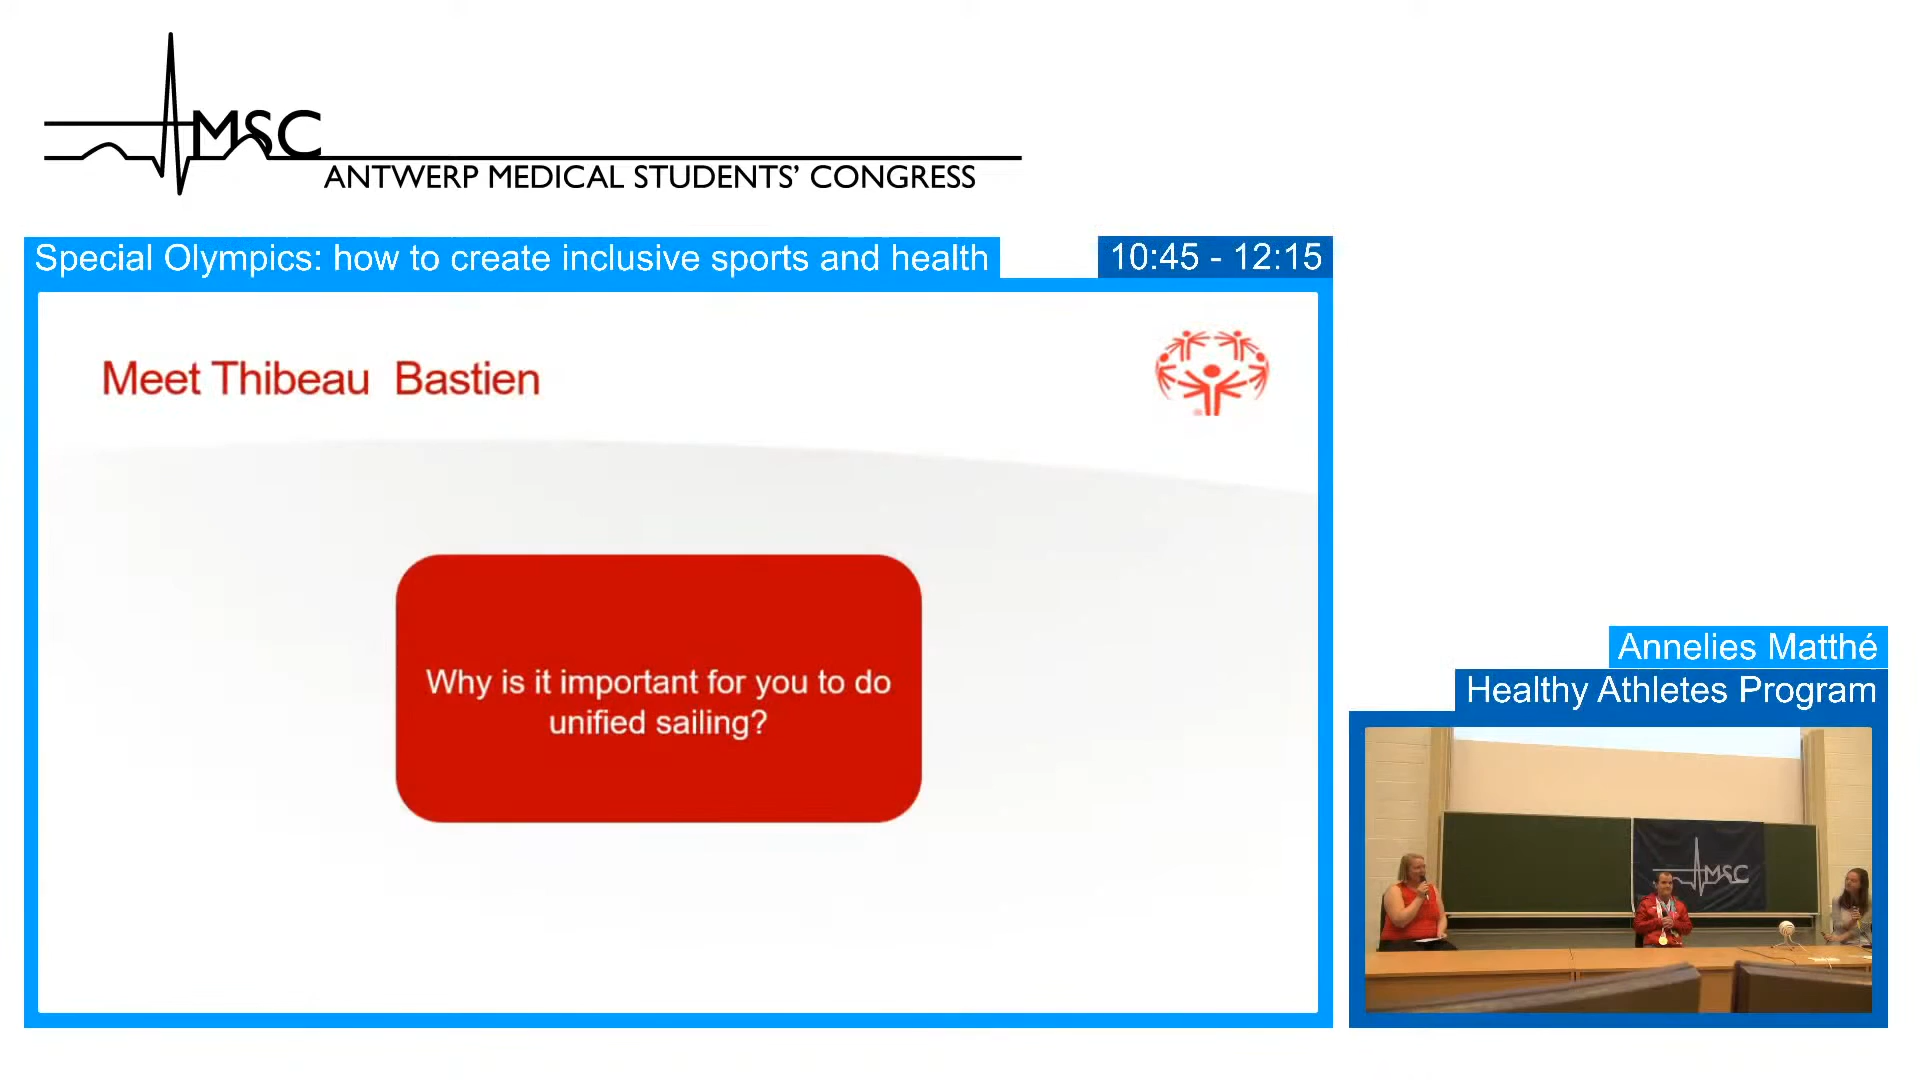 MSC
ANTWERP MEDICAL STUDENTS' CONGRESS
Special Olympics: how to create inclusive sports and health
10:45 - 12:15
Meet Thibeau Bastien
Why is it important for you to do
unified sailing?
Annelies Matthé
Healthy Athletes Program
MSC